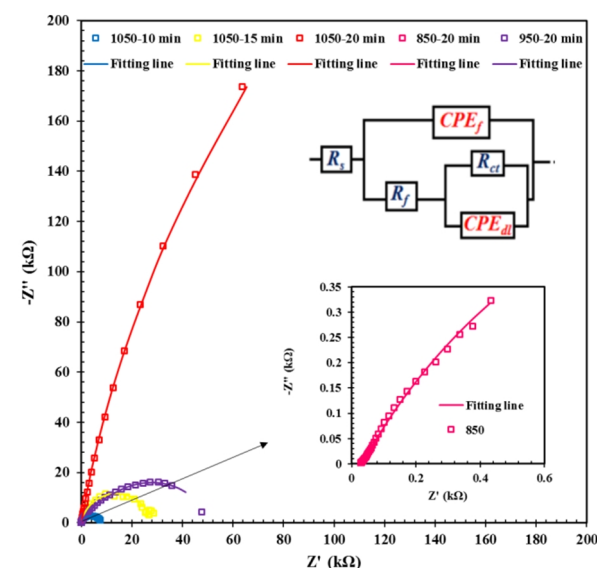 200
180
160
140
120
100
80
60
40
20
0
-Z'' (kΩ)
1050-10 min 1050-15 min 1050-20 min 850-20 min 950-20 min
Fitting line Fitting line Fitting line Fitting line Fitting line
CPEf
Rs
Rct
Rf
CPEdl
0.35
0.3
0.25
0.2
0.15
0.1
0.05
0
-Z'' (kΩ)
Fitting line
850
0 0.2 0.4 0.6
Z' (kΩ)
0 20 40 60 80 100 120 140 160 180 200
Z' (kΩ)